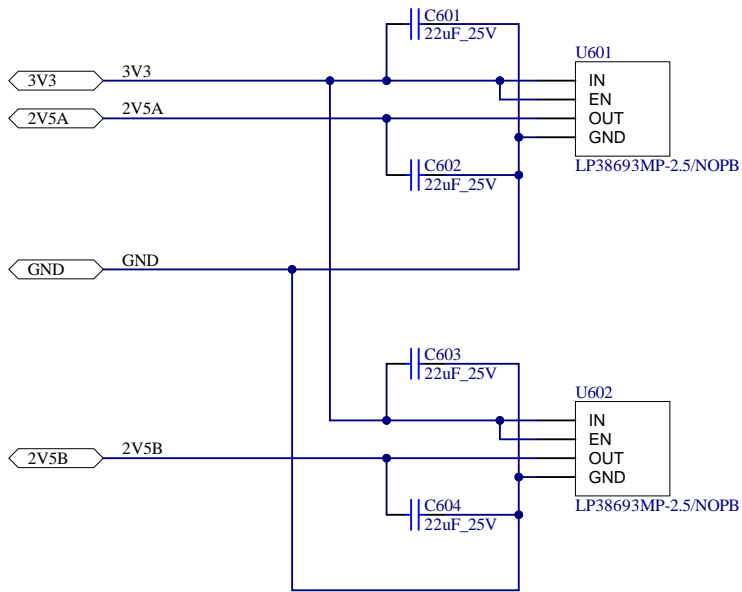 C601
22uF_25V
U601
3V3
3V3
IN
EN
2V5A
2V5A
OUT
GND
C602
22uF_25V
LP38693MP-2.5/NOPB
GND
GND
C603
22uF_25V
U602
IN
EN
2V5B
2V5B
OUT
GND
C604
22uF_25V
LP38693MP-2.5/NOPB